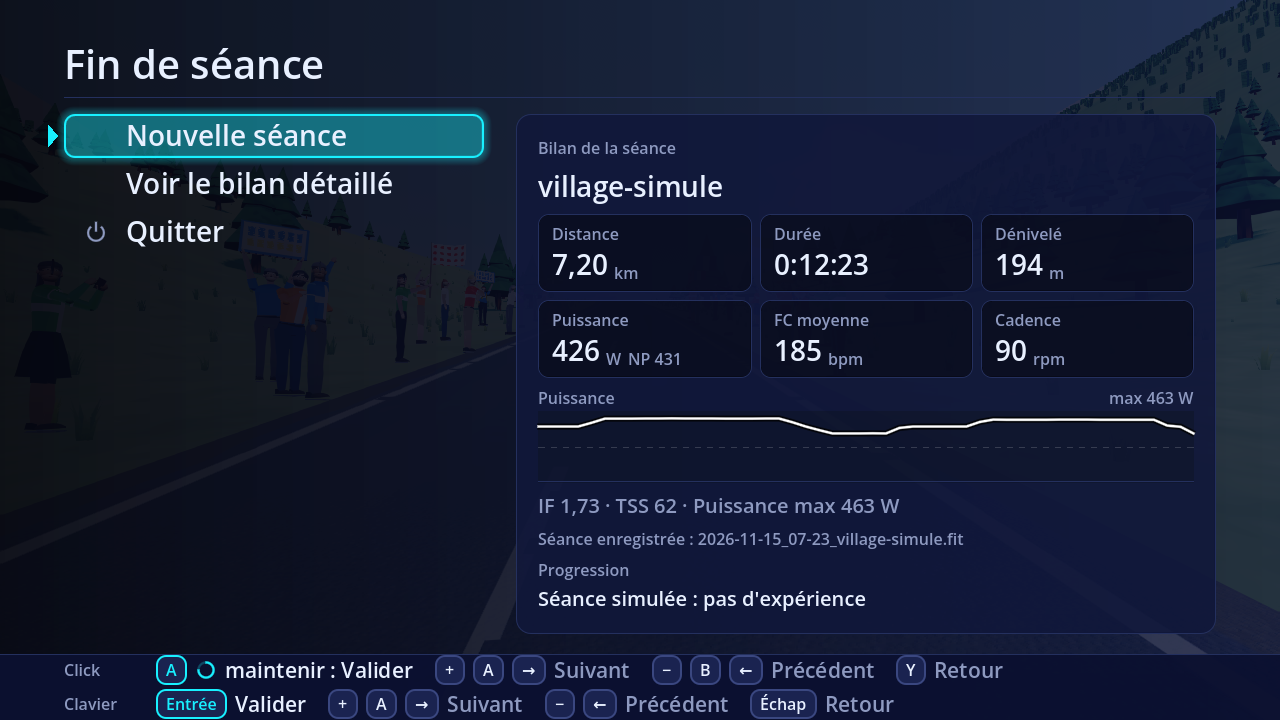 Fin de séance
Nouvelle séance
Voir le bilan détaillé
Quitter
Bilan de la séance
village-simule
Distance
7,20 km
Durée
0:12:23
Dénivelé
194 m
Puissance
426 W NP 431
FC moyenne
185 bpm
Cadence
90 rpm
Puissance max 463 W
IF 1,73 · TSS 62 · Puissance max 463 W
Séance enregistrée : 2026-11-15_07-23_village-simule.fit
Progression
Séance simulée : pas d'expérience
Click A maintenir : Valider + A → Suivant − B ← Précédent Y Retour
Clavier Entrée Valider + A → Suivant − ← Précédent Échap Retour